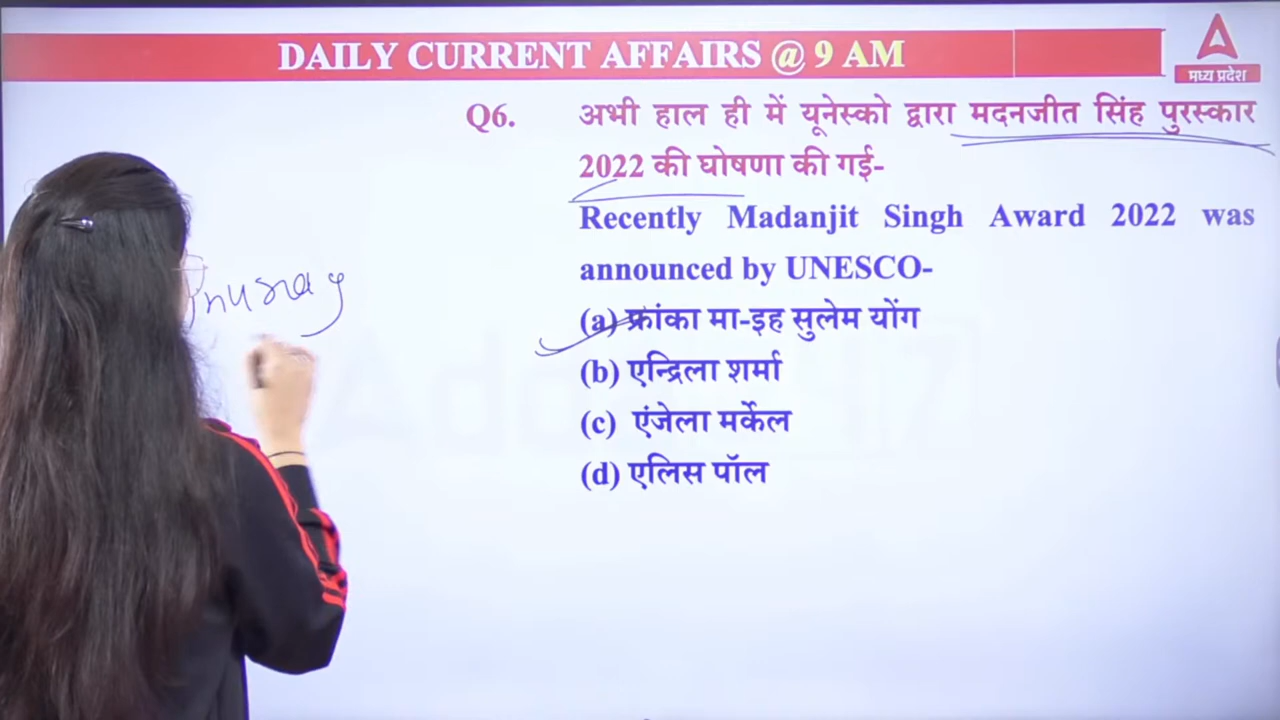 DAILY CURRENT AFFAIRS @ 9 AM
मध्य प्रदेश
Q6. अभी हाल ही में यूनेस्को द्वारा मदनजीत सिंह पुरस्कार
2022 की घोषणा की गई-
Recently Madanjit Singh Award 2022 was
announced by UNESCO-
(a) फ्रांका मा-इह सुलेम योंग
(b) एन्द्रिला शर्मा
(c) एंजेला मर्केल
(d) एलिस पॉल